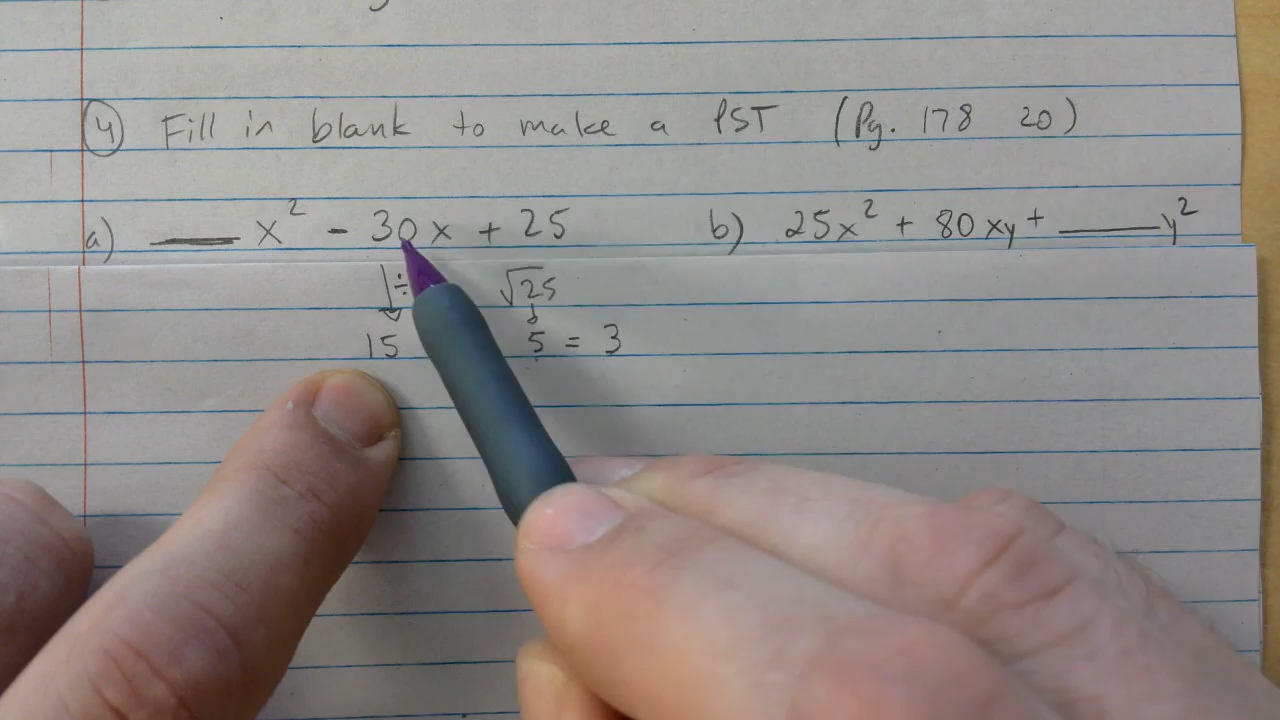 4) Fill in blank to make a PST (Pg. 178 20)
a) ___ x² - 30x + 25 b) 25x² + 80xy + ___ y²
÷ √25
15 5 = 3